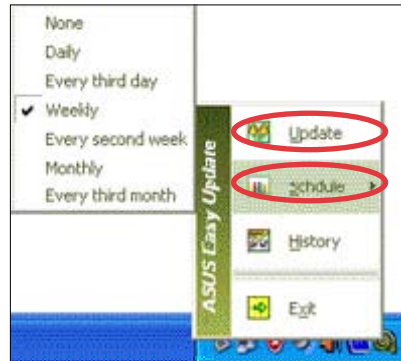 None
Daily
Every third day
Weekly
Every second week
Monthly
Every third month
ASUS Easy Update
Update
Schdule
History
Exit